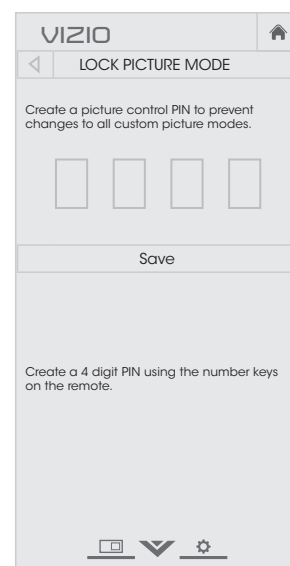 VIZIO
LOCK PICTURE MODE
Create a picture control PIN to prevent
changes to all custom picture modes.
Save
Create a 4 digit PIN using the number keys
on the remote.